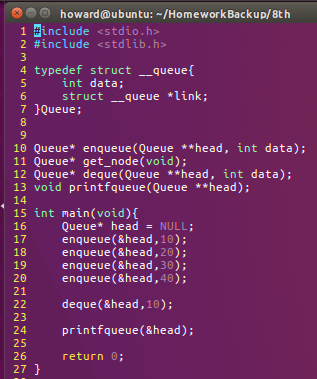 howard@ubuntu: ~/HomeworkBackup/8th
1 #include <stdio.h>
2 #include <stdlib.h>
3
4 typedef struct __queue{
5     int data;
6     struct __queue *link;
7 }Queue;
8
9
10 Queue* enqueue(Queue **head, int data);
11 Queue* get_node(void);
12 Queue* deque(Queue **head, int data);
13 void printfqueue(Queue **head);
14
15 int main(void){
16     Queue* head = NULL;
17     enqueue(&head,10);
18     enqueue(&head,20);
19     enqueue(&head,30);
20     enqueue(&head,40);
21
22     deque(&head,10);
23
24     printfqueue(&head);
25
26     return 0;
27 }